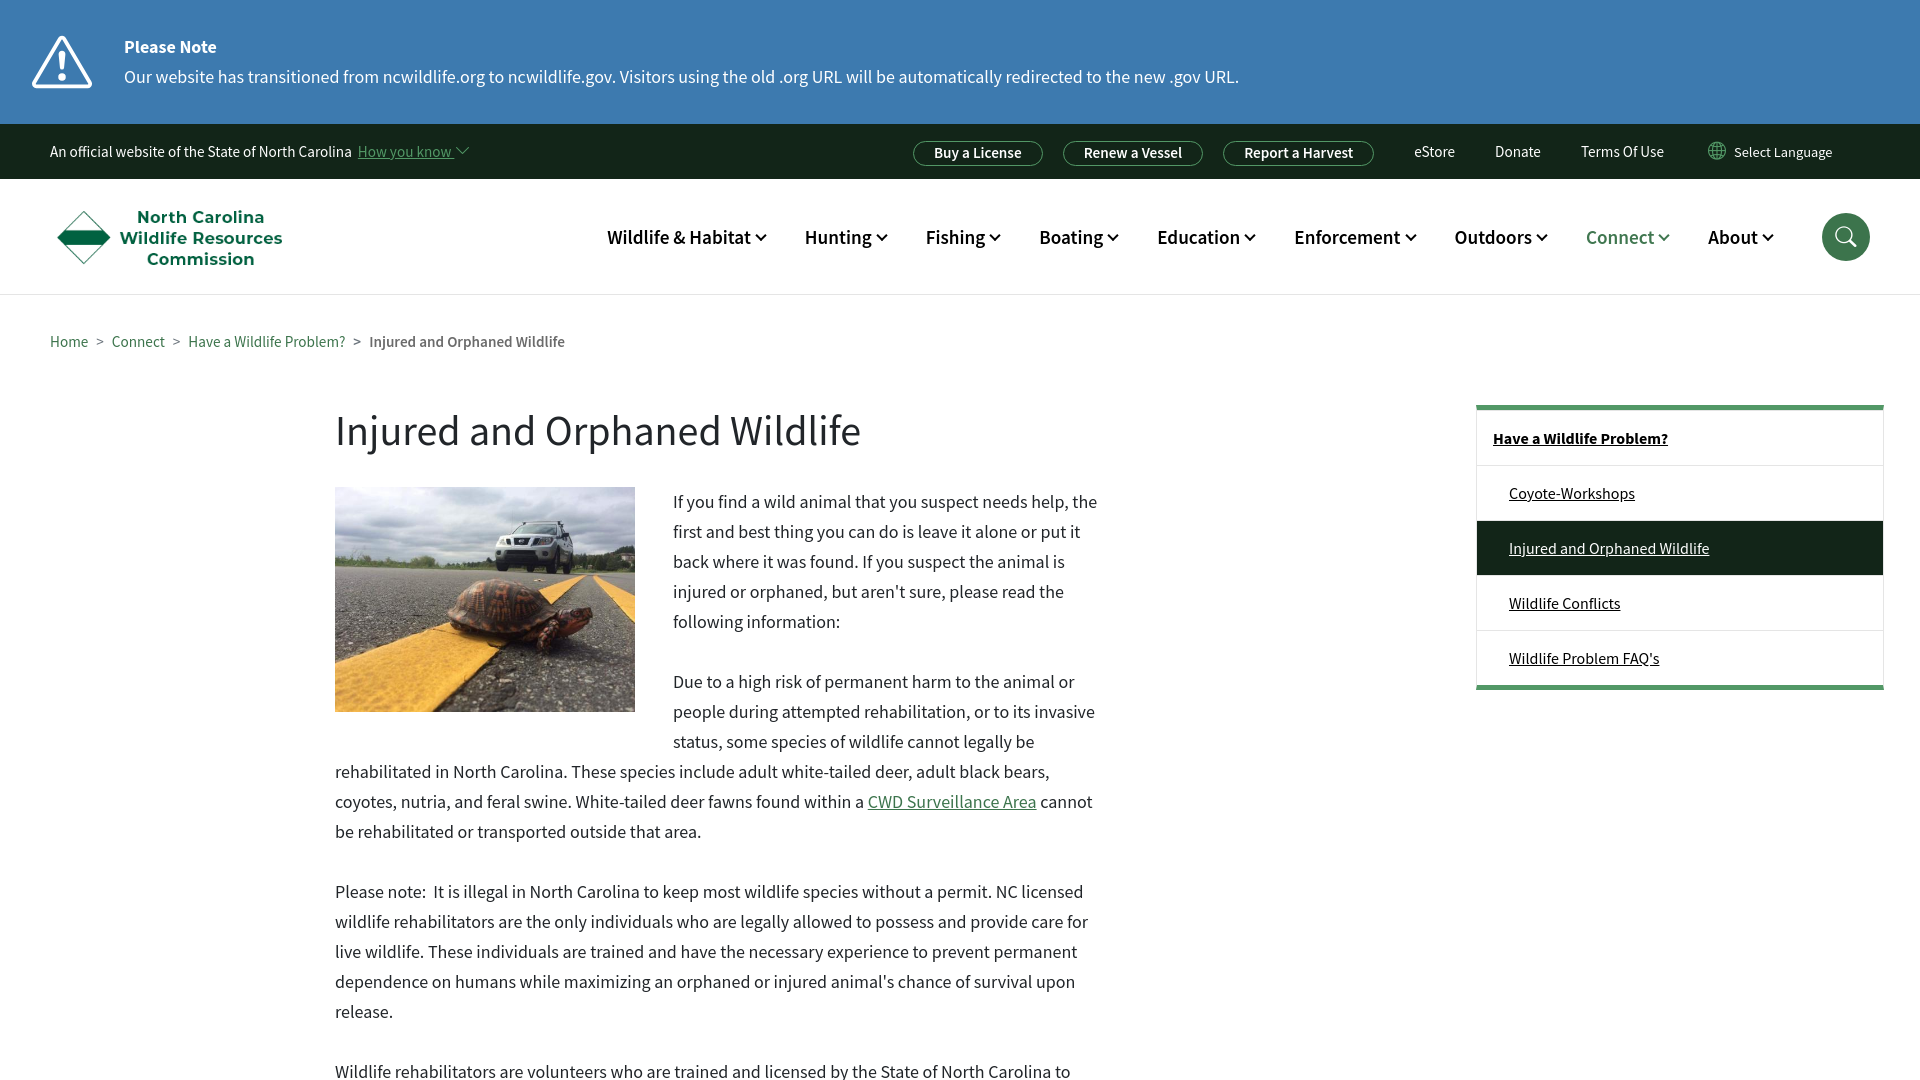 Please Note
Our website has transitioned from ncwildlife.org to ncwildlife.gov. Visitors using the old .org URL will be automatically redirected to the new .gov URL.
An official website of the State of North Carolina How you know
Buy a License
Renew a Vessel
Report a Harvest
eStore
Donate
Terms Of Use
Select Language
North Carolina
Wildlife Resources
Commission
Wildlife & Habitat
Hunting
Fishing
Boating
Education
Enforcement
Outdoors
Connect
About
Home > Connect > Have a Wildlife Problem? > Injured and Orphaned Wildlife
Injured and Orphaned Wildlife
If you find a wild animal that you suspect needs help, the
first and best thing you can do is leave it alone or put it
back where it was found. If you suspect the animal is
injured or orphaned, but aren't sure, please read the
following information:
Due to a high risk of permanent harm to the animal or
people during attempted rehabilitation, or to its invasive
status, some species of wildlife cannot legally be
rehabilitated in North Carolina. These species include adult white-tailed deer, adult black bears,
coyotes, nutria, and feral swine. White-tailed deer fawns found within a CWD Surveillance Area cannot
be rehabilitated or transported outside that area.
Please note:  It is illegal in North Carolina to keep most wildlife species without a permit. NC licensed
wildlife rehabilitators are the only individuals who are legally allowed to possess and provide care for
live wildlife. These individuals are trained and have the necessary experience to prevent permanent
dependence on humans while maximizing an orphaned or injured animal's chance of survival upon
release.
Wildlife rehabilitators are volunteers who are trained and licensed by the State of North Carolina to
Have a Wildlife Problem?
Coyote-Workshops
Injured and Orphaned Wildlife
Wildlife Conflicts
Wildlife Problem FAQ's